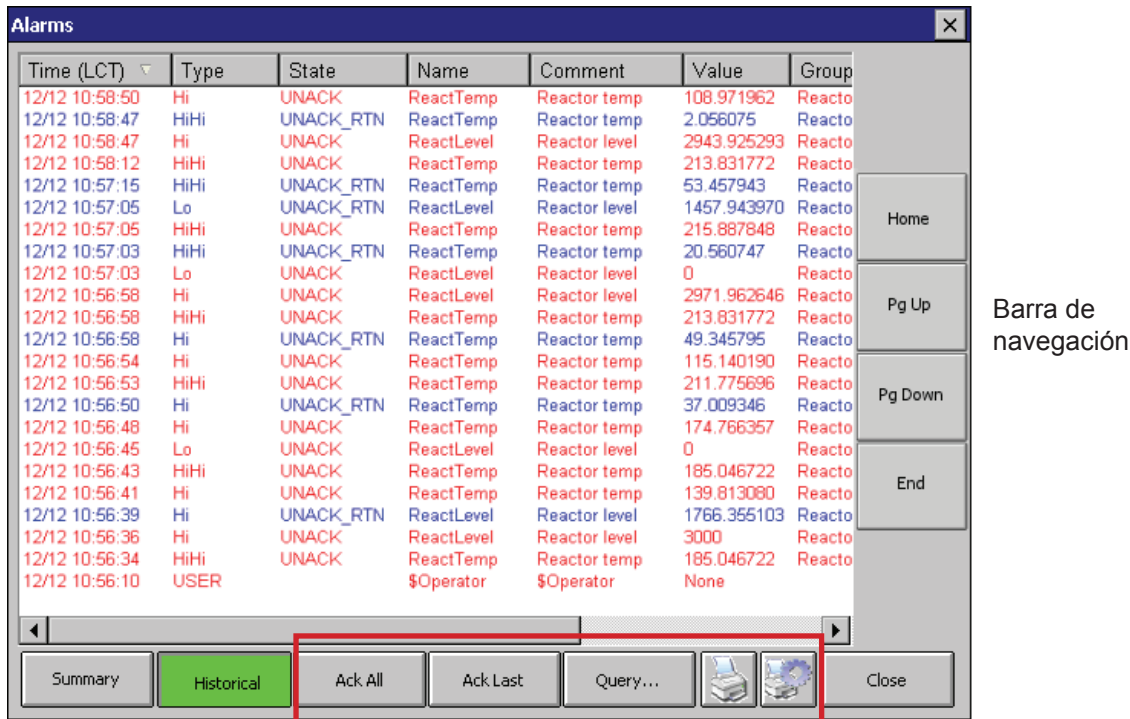 Alarms
Time (LCT) Type State Name Comment Value Group
12/12 10:58:50 Hi UNACK ReactTemp Reactor temp 108.971962 Reacto
12/12 10:58:47 HiHi UNACK_RTN ReactTemp Reactor temp 2.056075 Reacto
12/12 10:58:47 Hi UNACK ReactLevel Reactor level 2943.925293 Reacto
12/12 10:58:12 HiHi UNACK ReactTemp Reactor temp 213.831772 Reacto
12/12 10:57:15 HiHi UNACK_RTN ReactTemp Reactor temp 53.457943 Reacto
12/12 10:57:05 Lo UNACK_RTN ReactLevel Reactor level 1457.943970 Reacto
12/12 10:57:05 HiHi UNACK ReactTemp Reactor temp 215.887848 Reacto
12/12 10:57:03 HiHi UNACK_RTN ReactTemp Reactor temp 20.560747 Reacto
12/12 10:57:03 Lo UNACK ReactLevel Reactor level 0 Reacto
12/12 10:56:58 Hi UNACK ReactLevel Reactor level 2971.962646 Reacto
12/12 10:56:58 HiHi UNACK ReactTemp Reactor temp 213.831772 Reacto
12/12 10:56:58 Hi UNACK_RTN ReactTemp Reactor temp 49.345795 Reacto
12/12 10:56:54 Hi UNACK ReactTemp Reactor temp 115.140190 Reacto
12/12 10:56:53 HiHi UNACK ReactTemp Reactor temp 211.775696 Reacto
12/12 10:56:50 Hi UNACK_RTN ReactTemp Reactor temp 37.009346 Reacto
12/12 10:56:48 Hi UNACK ReactTemp Reactor temp 174.766357 Reacto
12/12 10:56:45 Lo UNACK ReactLevel Reactor level 0 Reacto
12/12 10:56:43 HiHi UNACK ReactTemp Reactor temp 185.046722 Reacto
12/12 10:56:41 Hi UNACK ReactTemp Reactor temp 139.813080 Reacto
12/12 10:56:39 Hi UNACK_RTN ReactLevel Reactor level 1766.355103 Reacto
12/12 10:56:36 Hi UNACK ReactLevel Reactor level 3000 Reacto
12/12 10:56:34 HiHi UNACK ReactTemp Reactor temp 185.046722 Reacto
12/12 10:56:10 USER $Operator $Operator None
Home
Pg Up
Pg Down
End
Barra de
navegación
Summary Historical Ack All Ack Last Query... Close